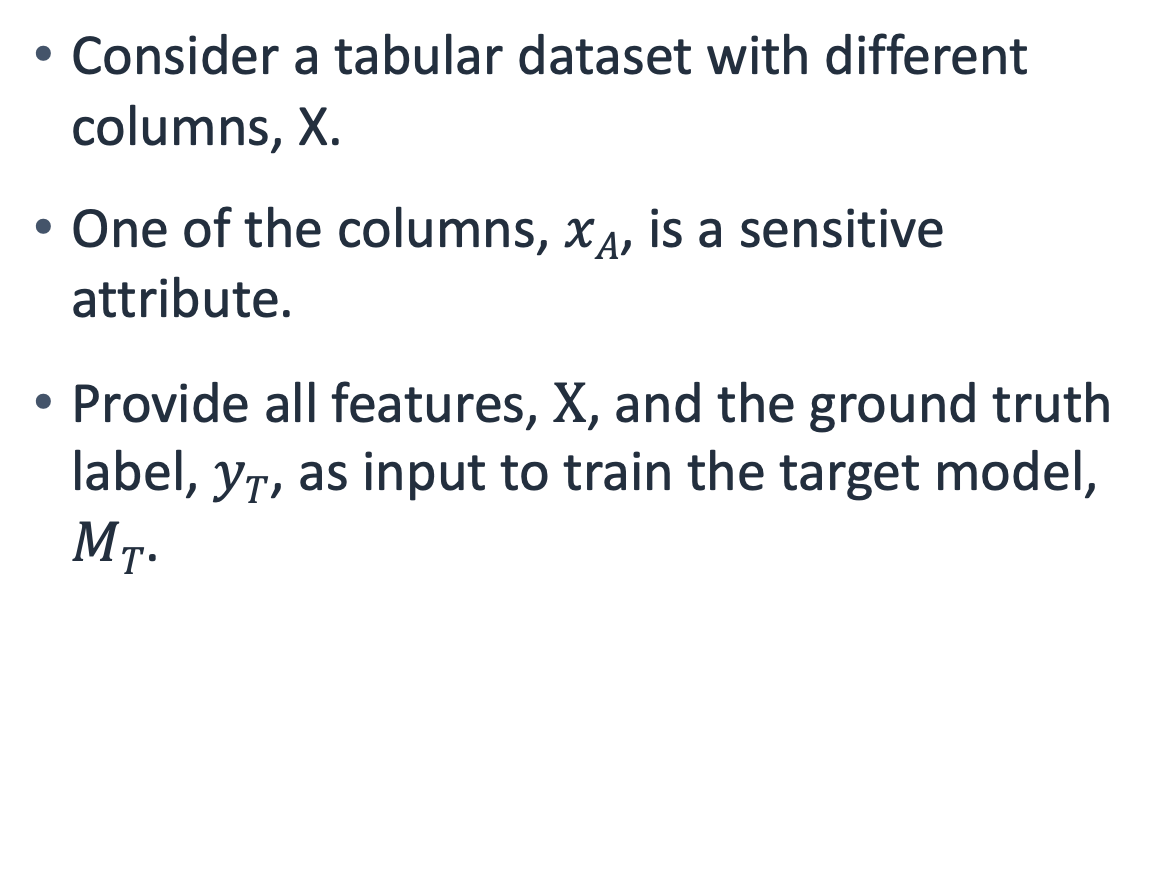 • Consider a tabular dataset with different
columns, X.
• One of the columns, x_A, is a sensitive
attribute.
• Provide all features, X, and the ground truth
label, y_T, as input to train the target model,
M_T.